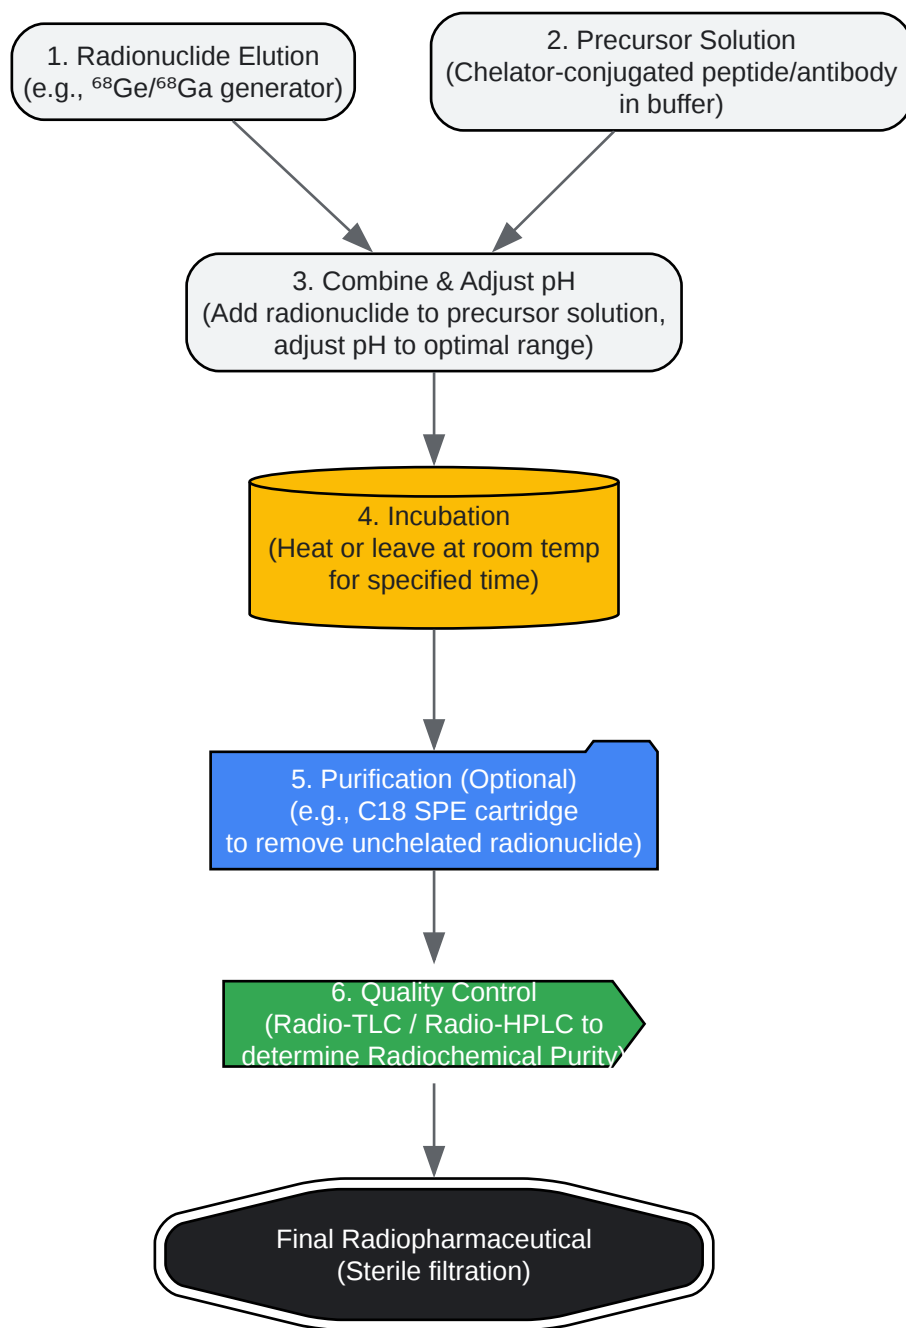 1. Radionuclide Elution
(e.g., ⁶⁸Ge/⁶⁸Ga generator)
2. Precursor Solution
(Chelator-conjugated peptide/antibody
in buffer)
3. Combine & Adjust pH
(Add radionuclide to precursor solution,
adjust pH to optimal range)
4. Incubation
(Heat or leave at room temp
for specified time)
5. Purification (Optional)
(e.g., C18 SPE cartridge
to remove unchelated radionuclide)
6. Quality Control
(Radio-TLC / Radio-HPLC to
determine Radiochemical Purity)
Final Radiopharmaceutical
(Sterile filtration)